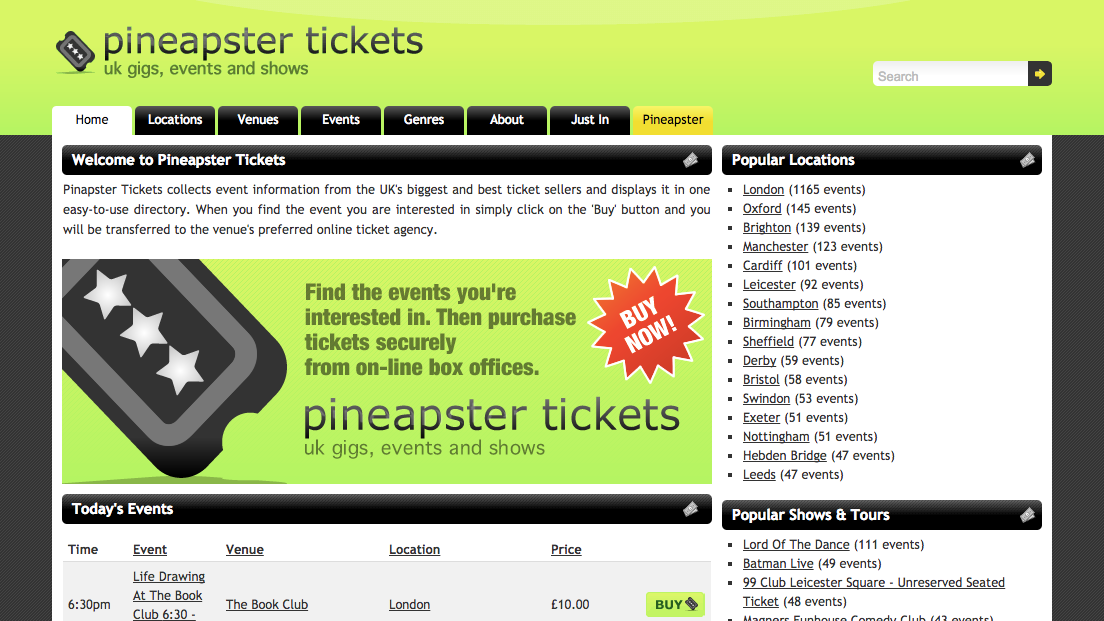 pineapster tickets
uk gigs, events and shows
Search
Home Locations Venues Events Genres About Just In Pineapster
Welcome to Pineapster Tickets
Pinapster Tickets collects event information from the UK's biggest and best ticket sellers and displays it in one
easy-to-use directory. When you find the event you are interested in simply click on the 'Buy' button and you
will be transferred to the venue's preferred online ticket agency.
Find the events you're
interested in. Then purchase
tickets securely
from on-line box offices.
BUY
NOW!
pineapster tickets
uk gigs, events and shows
Today's Events
Time Event Venue Location Price
6:30pm
Life Drawing
At The Book
Club 6:30 -
The Book Club
London
£10.00
BUY
Popular Locations
London (1165 events)
Oxford (145 events)
Brighton (139 events)
Manchester (123 events)
Cardiff (101 events)
Leicester (92 events)
Southampton (85 events)
Birmingham (79 events)
Sheffield (77 events)
Derby (59 events)
Bristol (58 events)
Swindon (53 events)
Exeter (51 events)
Nottingham (51 events)
Hebden Bridge (47 events)
Leeds (47 events)
Popular Shows & Tours
Lord Of The Dance (111 events)
Batman Live (49 events)
99 Club Leicester Square - Unreserved Seated
Ticket (48 events)
Magners Funhouse Comedy Club (43 events)